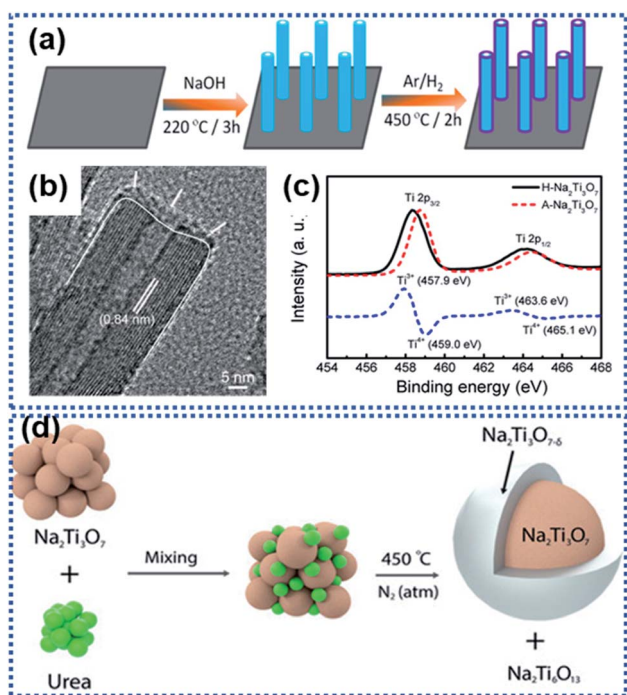 (a)
NaOH
220 °C / 3h
Ar/H₂
450 °C / 2h
(b)
(0.84 nm)
5 nm
(c)
Intensity (a. u.
Ti 2p₃/₂
H-Na₂Ti₃O₇
A-Na₂Ti₃O₇
Ti 2p₁/₂
Ti³⁺ (457.9 eV)
Ti³⁺ (463.6 eV)
Ti⁴⁺ (465.1 eV)
Ti⁴⁺ (459.0 eV)
454 456 458 460 462 464 466 468
Binding energy (eV)
(d)
Na₂Ti₃O₇
+
Urea
Mixing
450 °C
N₂ (atm)
Na₂Ti₃O₇₋δ
Na₂Ti₃O₇
+
Na₂Ti₆O₁₃